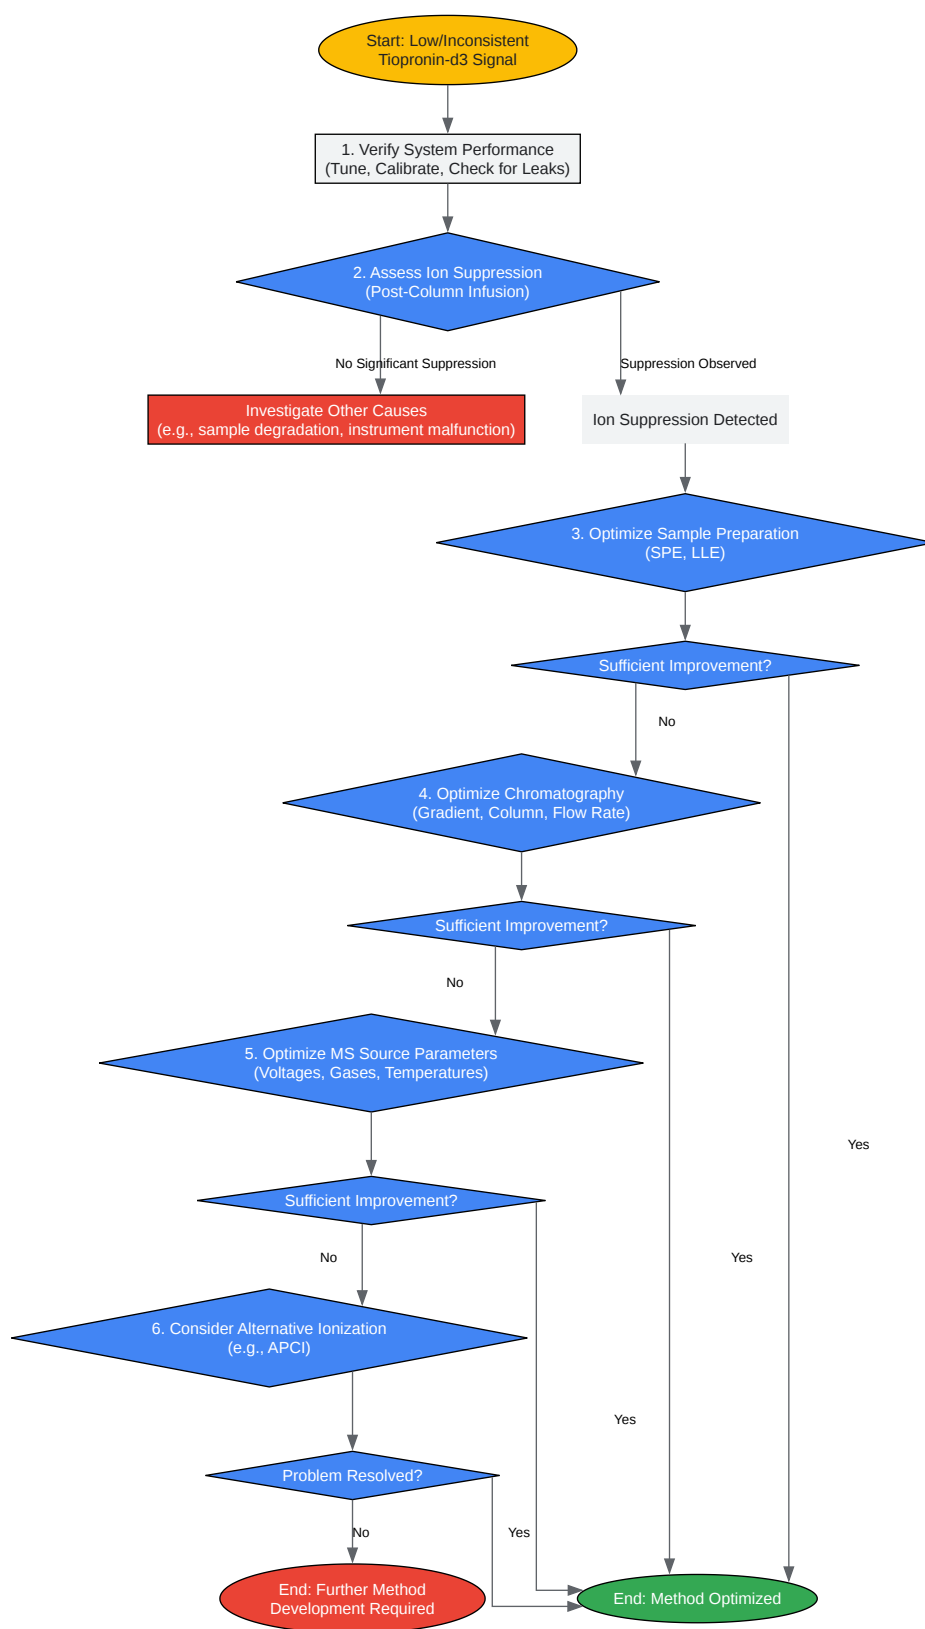 Start: Low/Inconsistent
Tiopronin-d3 Signal
1. Verify System Performance
(Tune, Calibrate, Check for Leaks)
2. Assess Ion Suppression
(Post-Column Infusion)
No Significant Suppression
Suppression Observed
Investigate Other Causes
(e.g., sample degradation, instrument malfunction)
Ion Suppression Detected
3. Optimize Sample Preparation
(SPE, LLE)
Sufficient Improvement?
No
4. Optimize Chromatography
(Gradient, Column, Flow Rate)
Sufficient Improvement?
No
5. Optimize MS Source Parameters
(Voltages, Gases, Temperatures)
Yes
Sufficient Improvement?
No
Yes
6. Consider Alternative Ionization
(e.g., APCI)
Yes
Problem Resolved?
No
Yes
End: Further Method
Development Required
End: Method Optimized